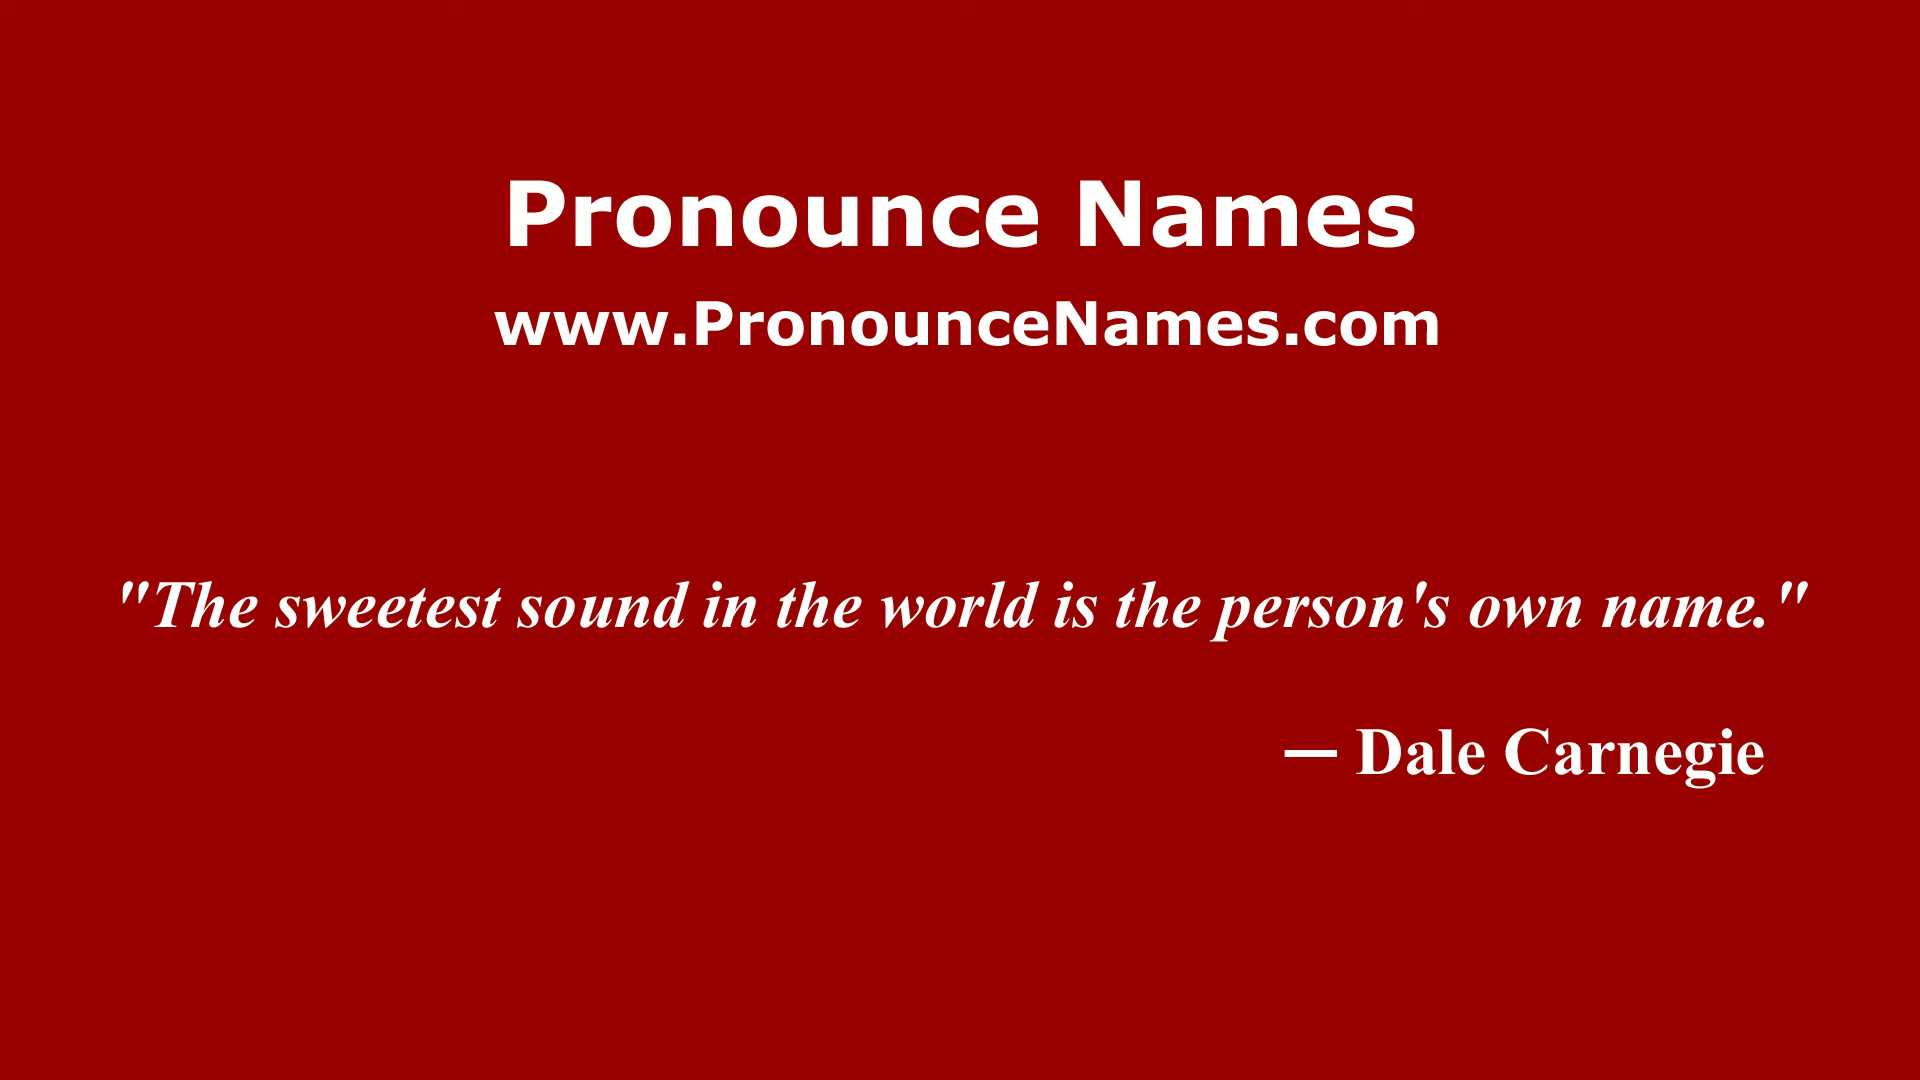 Pronounce Names
www.PronounceNames.com
"The sweetest sound in the world is the person's own name."
— Dale Carnegie